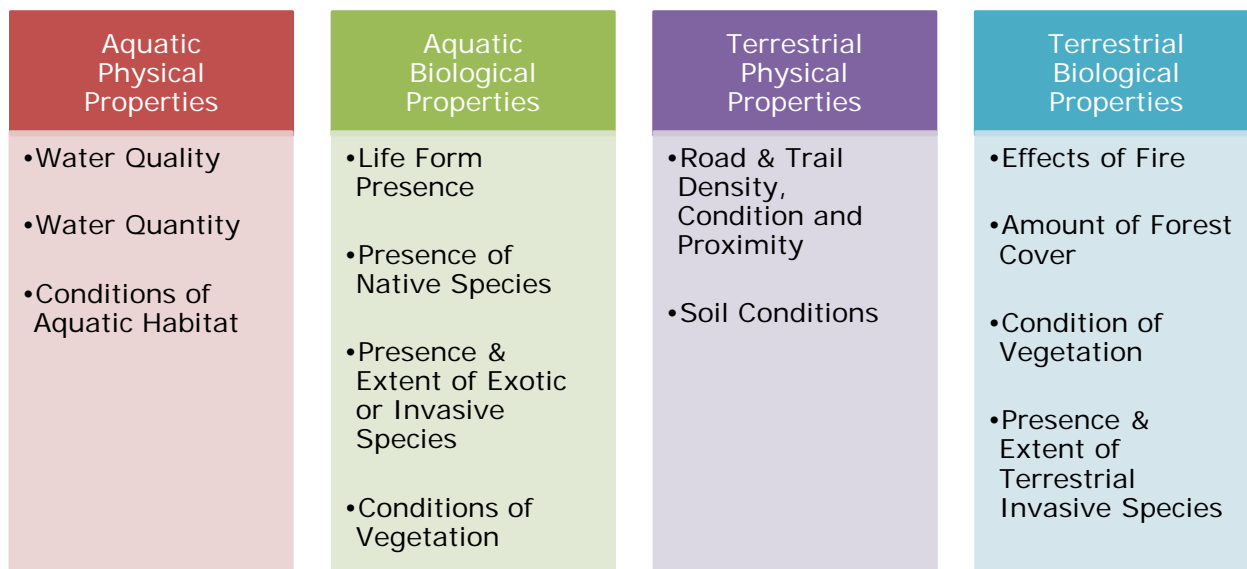 Aquatic
Physical
Properties
•Water Quality
•Water Quantity
•Conditions of
Aquatic Habitat
Aquatic
Biological
Properties
•Life Form
Presence
•Presence of
Native Species
•Presence &
Extent of Exotic
or Invasive
Species
•Conditions of
Vegetation
Terrestrial
Physical
Properties
•Road & Trail
Density,
Condition and
Proximity
•Soil Conditions
Terrestrial
Biological
Properties
•Effects of Fire
•Amount of Forest
Cover
•Condition of
Vegetation
•Presence &
Extent of
Terrestrial
Invasive Species